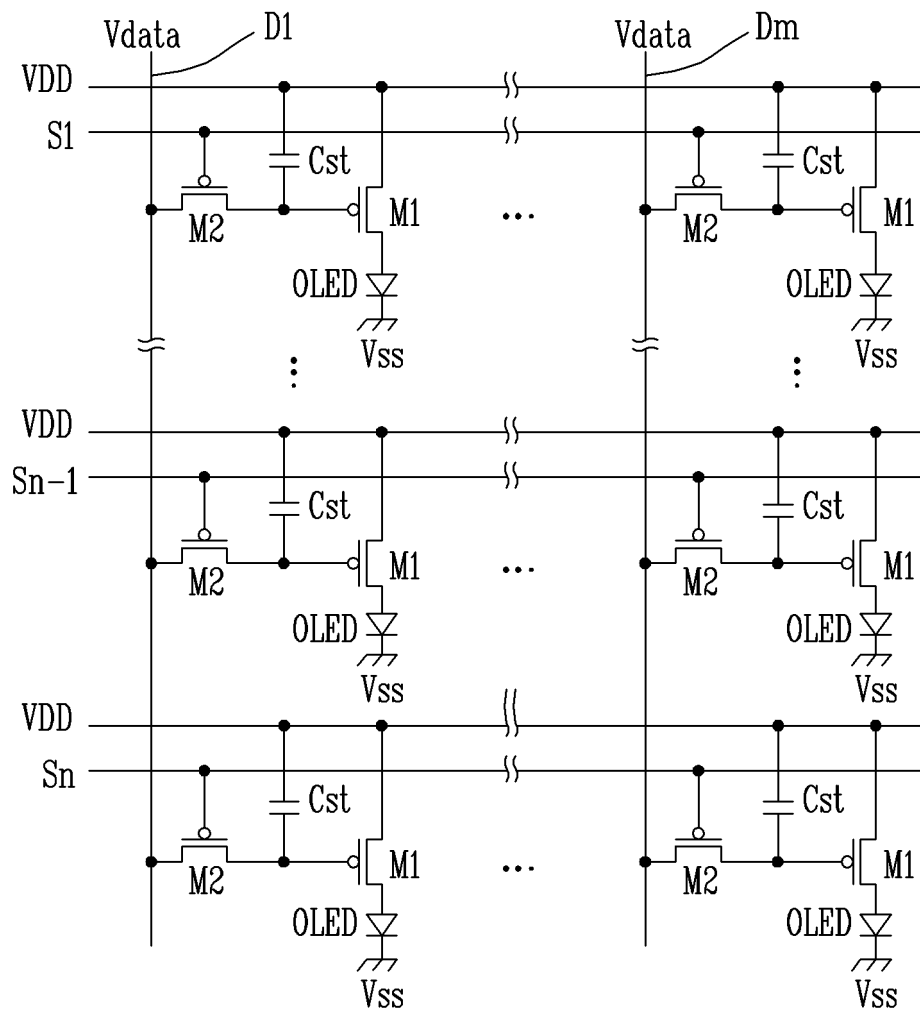 Vdata D1 Vdata Dm
VDD
S1
Cst Cst
M2 M1 ... M2 M1
OLED OLED
Vss Vss
VDD
Sn-1
Cst Cst
M2 M1 ... M2 M1
OLED OLED
Vss Vss
VDD
Sn
Cst Cst
M2 M1 ... M2 M1
OLED OLED
Vss Vss